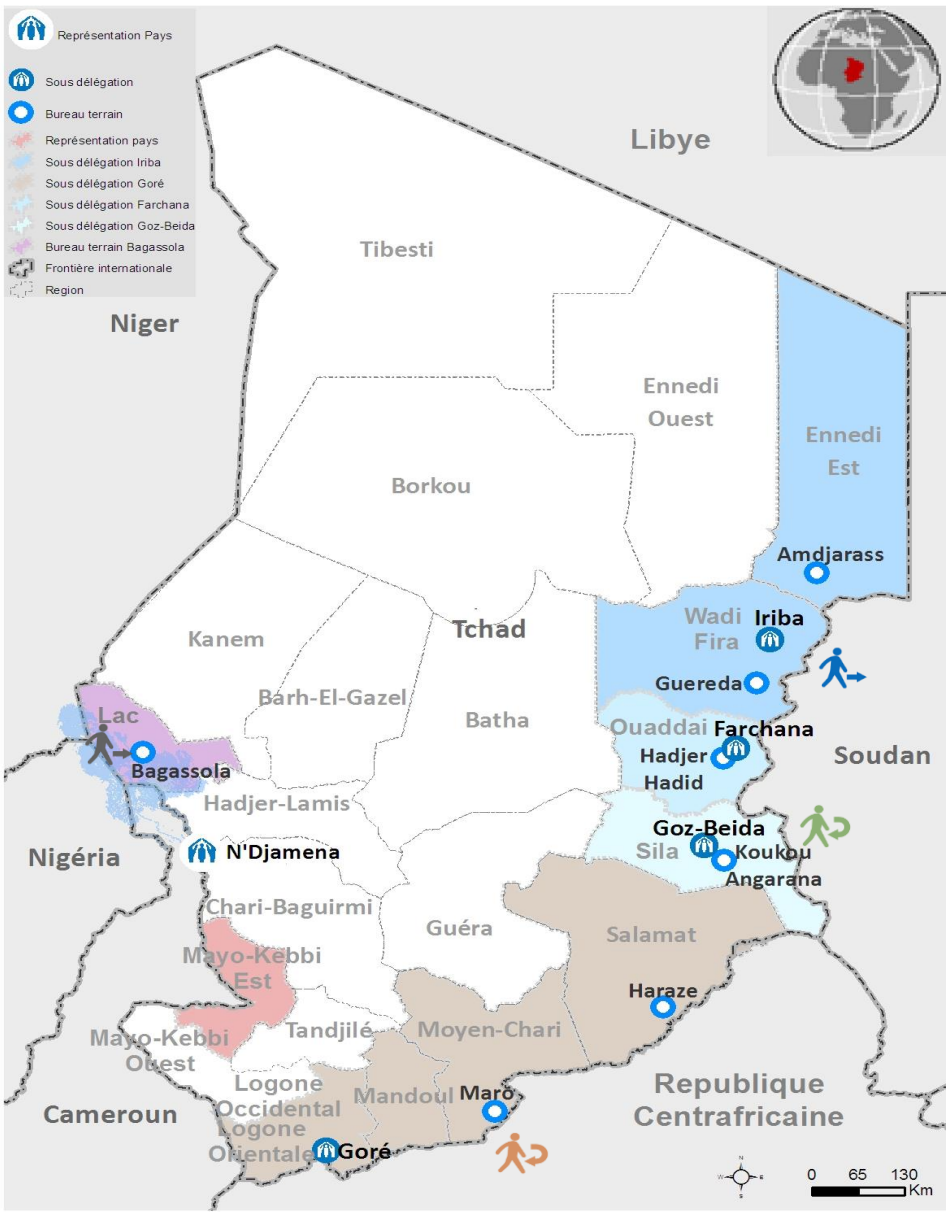 Représentation Pays
Sous délégation
Bureau terrain
Représentation pays
Sous délégation Iriba
Sous délégation Goré
Sous délégation Farchana
Sous délégation Goz-Beida
Bureau terrain Bagassola
Frontière internationale
Region
Libye
Niger
Tibesti
Ennedi
Ouest
Ennedi
Est
Borkou
Amdjarass
Kanem
Tchad
Wadi
Fira
Iriba
Barh-El-Gazel
Batha
Guereda
Lac
Bagassola
Ouaddai
Farchana
Hadjer
Hadid
Soudan
Hadjer-Lamis
Nigéria
N'Djamena
Goz-Beida
Sila
Koukou
Angarana
Chari-Baguirmi
Guéra
Salamat
Mayo-Kebbi
Est
Haraze
Mayo-Kebbi
Ouest
Tandjilé
Moyen-Chari
Logone
Occidental
Mandoul
Maro
Republique
Centrafricaine
Cameroun
Logone
Orientale
Goré
N
W
E
S
0 65 130
Km